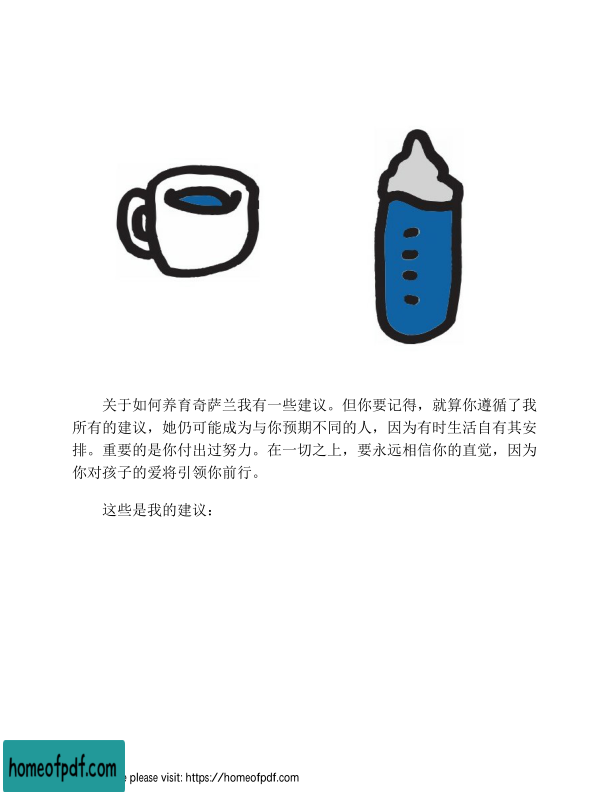 关于如何养育奇萨兰我有一些建议。但你要记得，就算你遵循了我
所有的建议，她仍可能成为与你预期不同的人，因为有时生活自有其安
排。重要的是你付出过努力。在一切之上，要永远相信你的直觉，因为
你对孩子的爱将引领你前行。
这些是我的建议：
homeofpdf.com
e please visit: https://homeofpdf.com